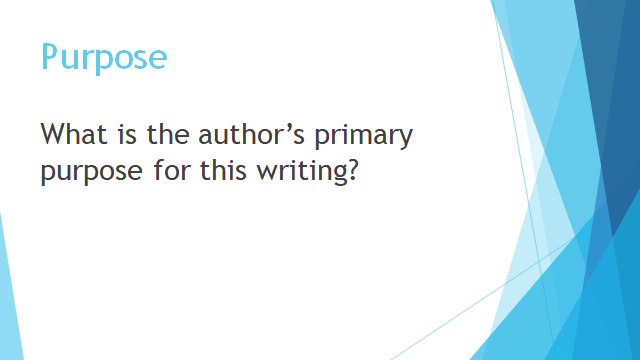 Purpose
What is the author’s primary
purpose for this writing?